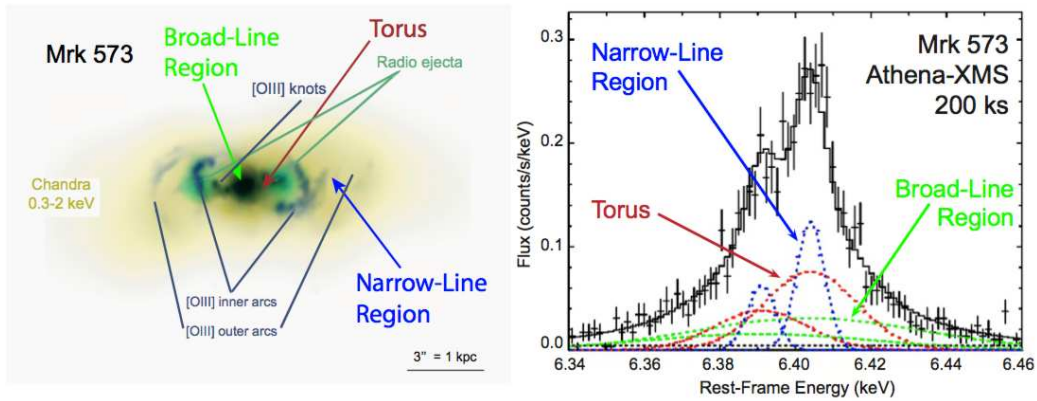 Mrk 573
Broad-Line
Region
Torus
Radio ejecta
[OIII] knots
Chandra
0.3-2 keV
Narrow-Line
Region
[OIII] inner arcs
[OIII] outer arcs
3" = 1 kpc
Flux (counts/s/keV)
0.3
0.2
0.1
0.0
Narrow-Line
Region
Mrk 573
Athena-XMS
200 ks
Torus
Broad-Line
Region
6.34
6.36
6.38
6.40
6.42
6.44
6.46
Rest-Frame Energy (keV)